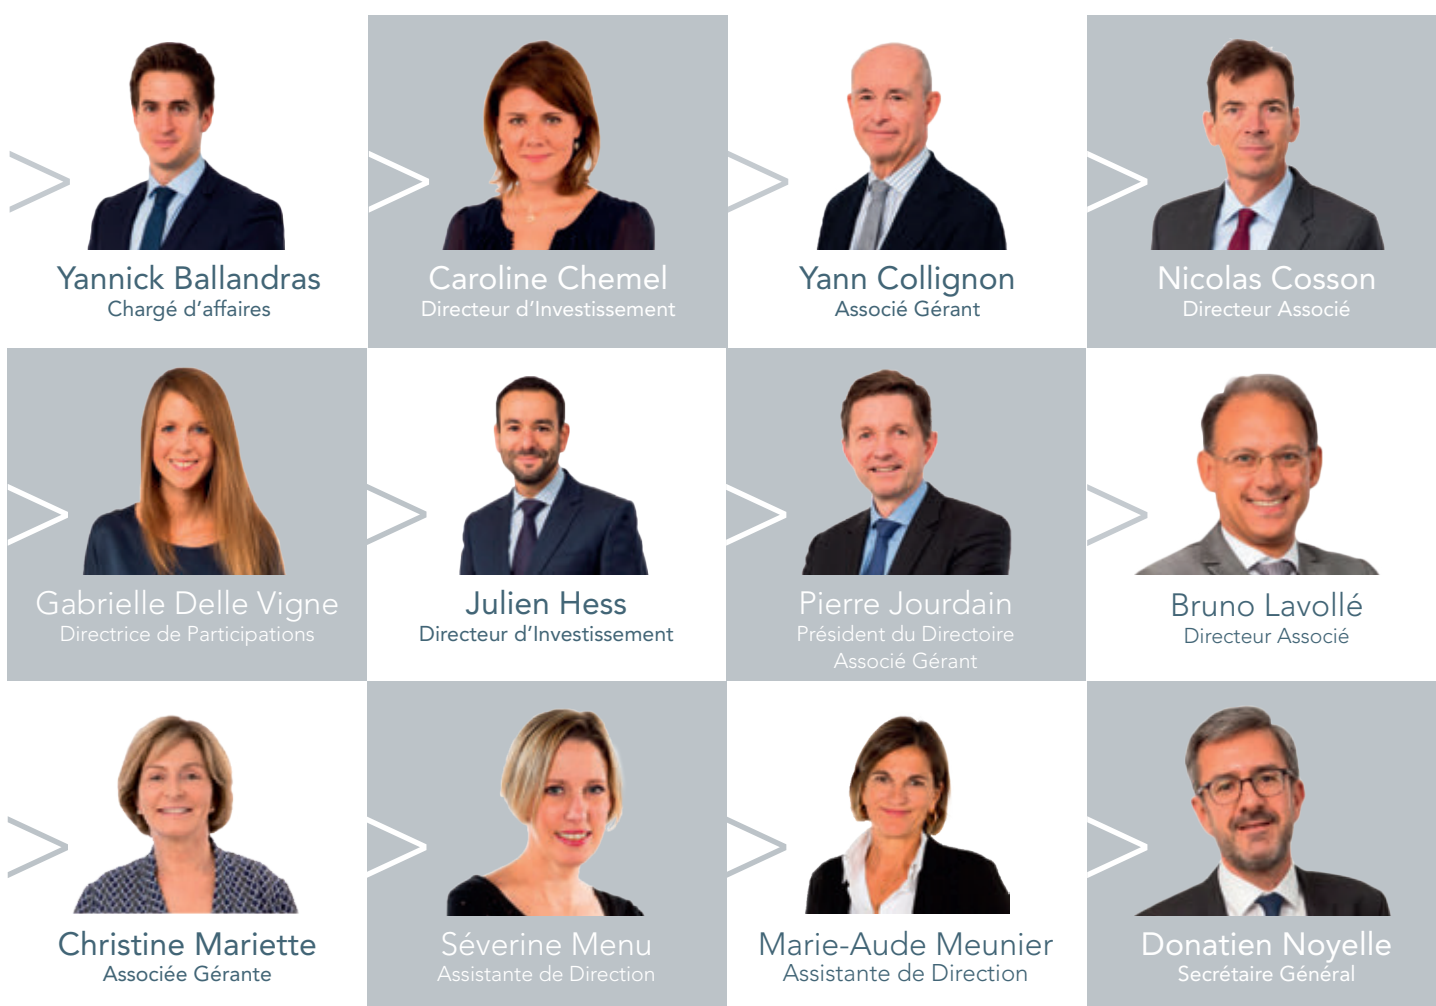 Yannick Ballandras
Chargé d'affaires
Caroline Chemel
Directeur d'Investissement
Yann Collignon
Associé Gérant
Nicolas Cosson
Directeur Associé
Gabrielle Delle Vigne
Directrice de Participations
Julien Hess
Directeur d'Investissement
Pierre Jourdain
Président du Directoire
Associé Gérant
Bruno Lavollé
Directeur Associé
Christine Mariette
Associée Gérante
Séverine Menu
Assistante de Direction
Marie-Aude Meunier
Assistante de Direction
Donatien Noyelle
Secrétaire Général